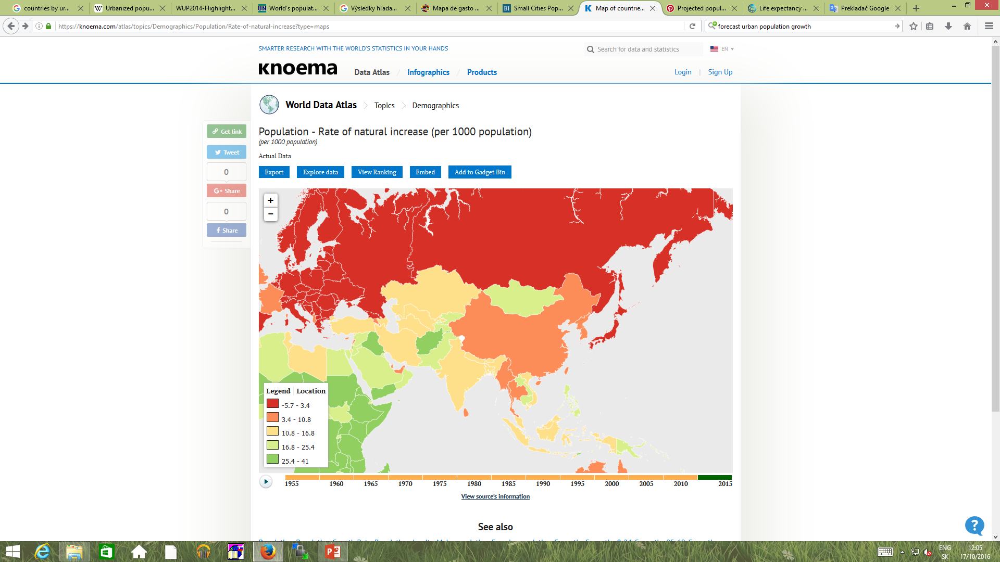 countries by ur...
Urbanized popu...
WUP2014-Highlight...
World's populat...
Výsledky hľada...
Mapa de gasto ...
Small Cities Pop...
Map of countrie...
Projected popul...
Life expectancy ...
Prekladač Google
https://knoema.com/atlas/topics/Demographics/Population/Rate-of-natural-increase?type=maps
forecast urban population growth
SMARTER RESEARCH WITH THE WORLD'S STATISTICS IN YOUR HANDS
Search for data and statistics
EN
knoema
Data Atlas / Infographics / Products
Login | Sign Up
World Data Atlas
Topics
Demographics
Get link
Tweet
0
G+ Share
0
f Share
Population - Rate of natural increase (per 1000 population)
(per 1000 population)
Actual Data
Export
Explore data
View Ranking
Embed
Add to Gadget Bin
+
−
Legend
Location
-5.7 - 3.4
3.4 - 10.8
10.8 - 16.8
16.8 - 25.4
25.4 - 41
1955 1960 1965 1970 1975 1980 1985 1990 1995 2000 2005 2010 2015
View source's information
See also
?
ENG
SK
12:05
17/10/2016